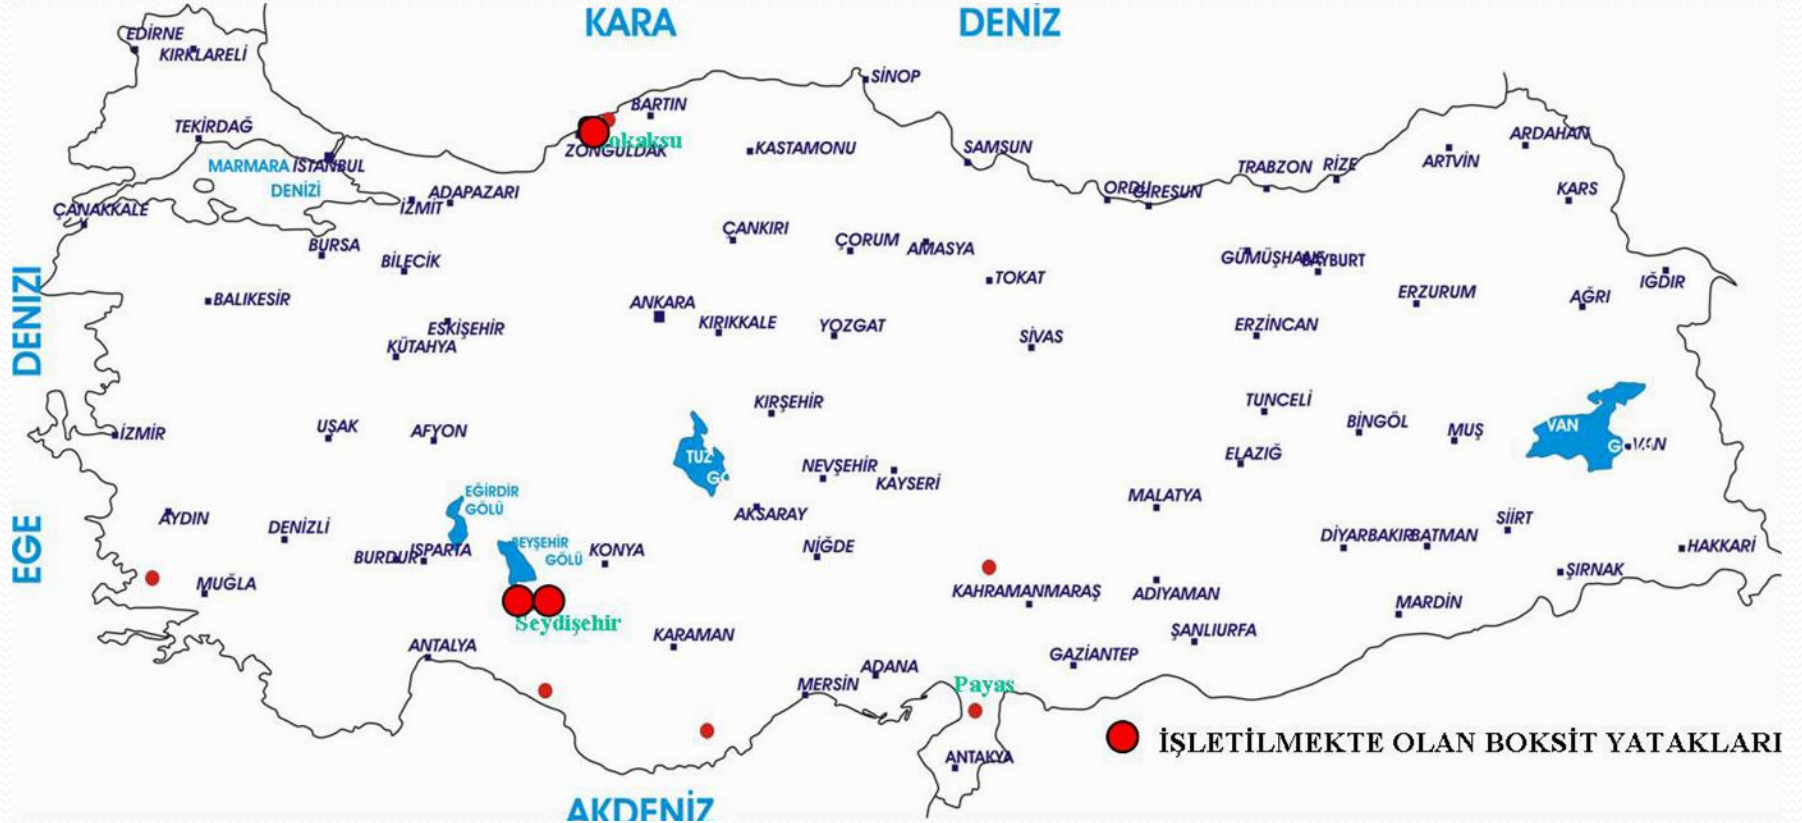 KARA DENİZ
EDİRNE
KIRKLARELİ
SİNOP
BARTIN
TEKİRDAĞ
ZONGULDAK
KASTAMONU
SAMSUN
ARDAHAN
ARTVİN
MARMARA İSTANBUL
DENİZİ
TRABZON RİZE
ORDU
GİRESUN
KARS
ADAPAZARI
İZMİT
ÇANAKKALE
BURSA
BİLECİK
ÇANKIRI
ÇORUM
AMASYA
GÜMÜŞHANE
BAYBURT
TOKAT
IĞDIR
AĞRI
ERZURUM
BALIKESİR
ANKARA
KIRIKKALE
YOZGAT
ESKİŞEHİR
KÜTAHYA
SİVAS
ERZİNCAN
EGE DENIZI
KIRŞEHİR
TUNCELİ
BİNGÖL
MUŞ
VAN
VAN
İZMİR
UŞAK
AFYON
TUZ
NEVŞEHİR
KAYSERİ
ELAZIĞ
EĞİRDİR
GÖLÜ
MALATYA
AKSARAY
AYDIN
DENİZLİ
BURDUR
ISPARTA
BEYŞEHİR
GÖLÜ
KONYA
NİĞDE
DİYARBAKIR
BATMAN
SİİRT
HAKKARİ
ŞIRNAK
MUĞLA
KAHRAMANMARAŞ
ADIYAMAN
MARDİN
Seydişehir
ANTALYA
KARAMAN
ŞANLIURFA
GAZİANTEP
ADANA
MERSİN
Payas
ANTAKYA
İŞLETİLMEKTE OLAN BOKSİT YATAKLARI
AKDENİZ